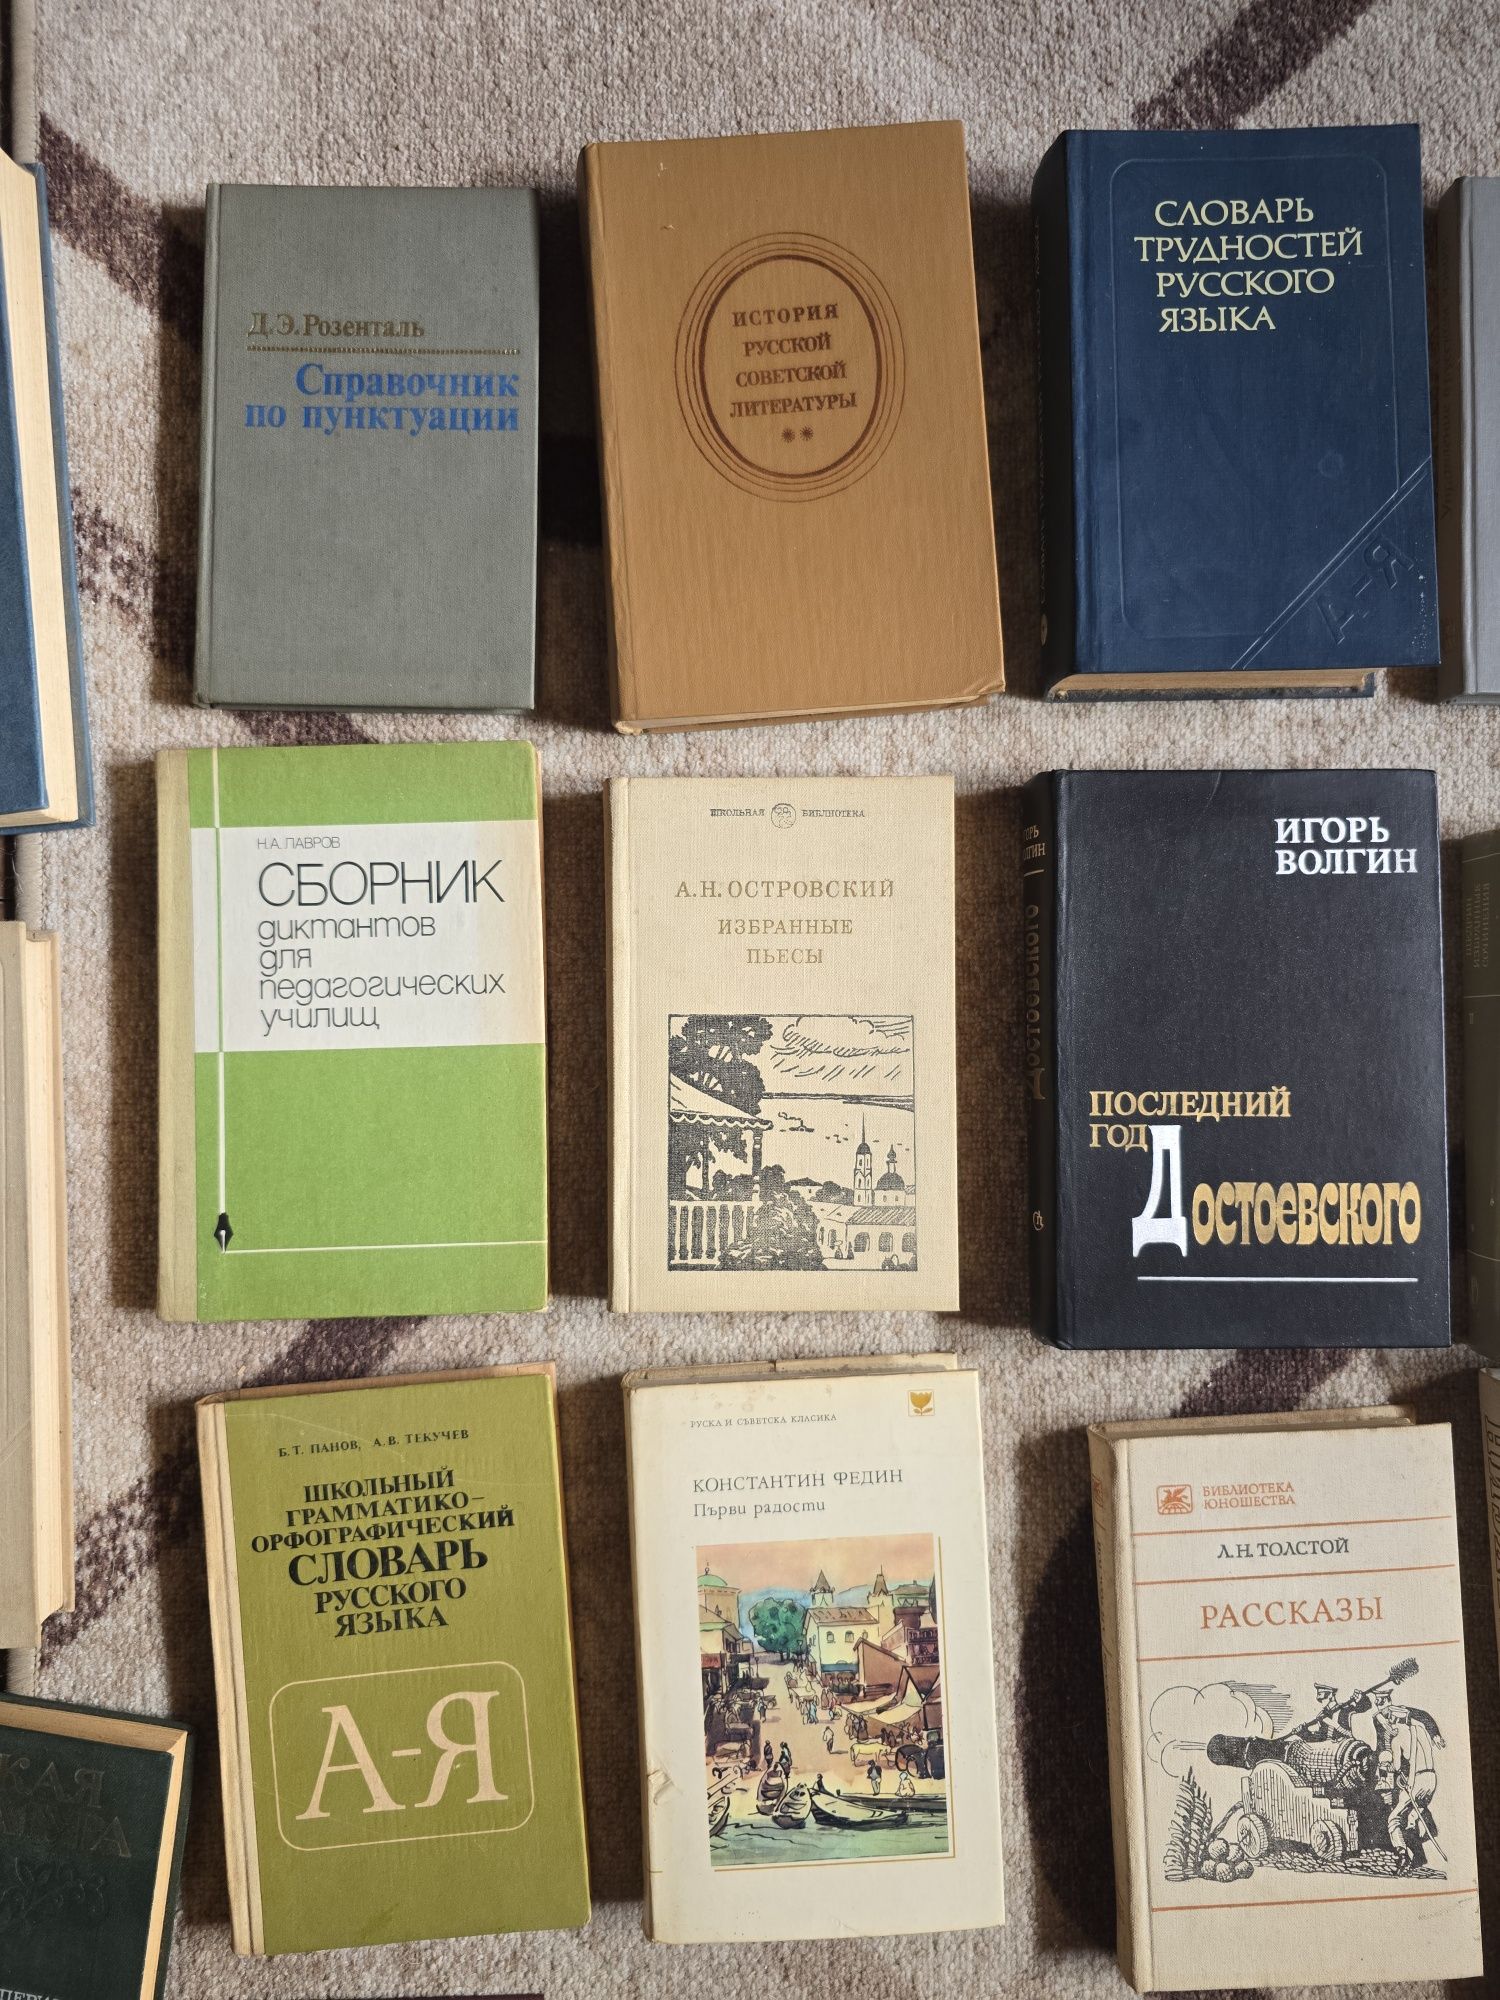 Д.Э.Розенталь
Справочник
по пунктуации
ИСТОРИЯ
РУССКОЙ
СОВЕТСКОЙ
ЛИТЕРАТУРЫ
**
СЛОВАРЬ
ТРУДНОСТЕЙ
РУССКОГО
ЯЗЫКА
А-Я
Н.А. ЛАВРОВ
СБОРНИК
диктантов
для
педагогических
училищ
ШКОЛЬНАЯ БИБЛИОТЕКА
А.Н. ОСТРОВСКИЙ
ИЗБРАННЫЕ
ПЬЕСЫ
ИГОРЬ
ВОЛГИН
ПОСЛЕДНИЙ
ГОД
ДОСТОЕВСКОГО
Б. Т. ПАНОВ, А. В. ТЕКУЧЕВ
ШКОЛЬНЫЙ
ГРАММАТИКО-
ОРФОГРАФИЧЕСКИЙ
СЛОВАРЬ
РУССКОГО
ЯЗЫКА
А-Я
РУСКА И СЪВЕТСКА КЛАСИКА
КОНСТАНТИН ФЕДИН
Първи радости
БИБЛИОТЕКА
ЮНОШЕСТВА
Л.Н. ТОЛСТОЙ
РАССКАЗЫ